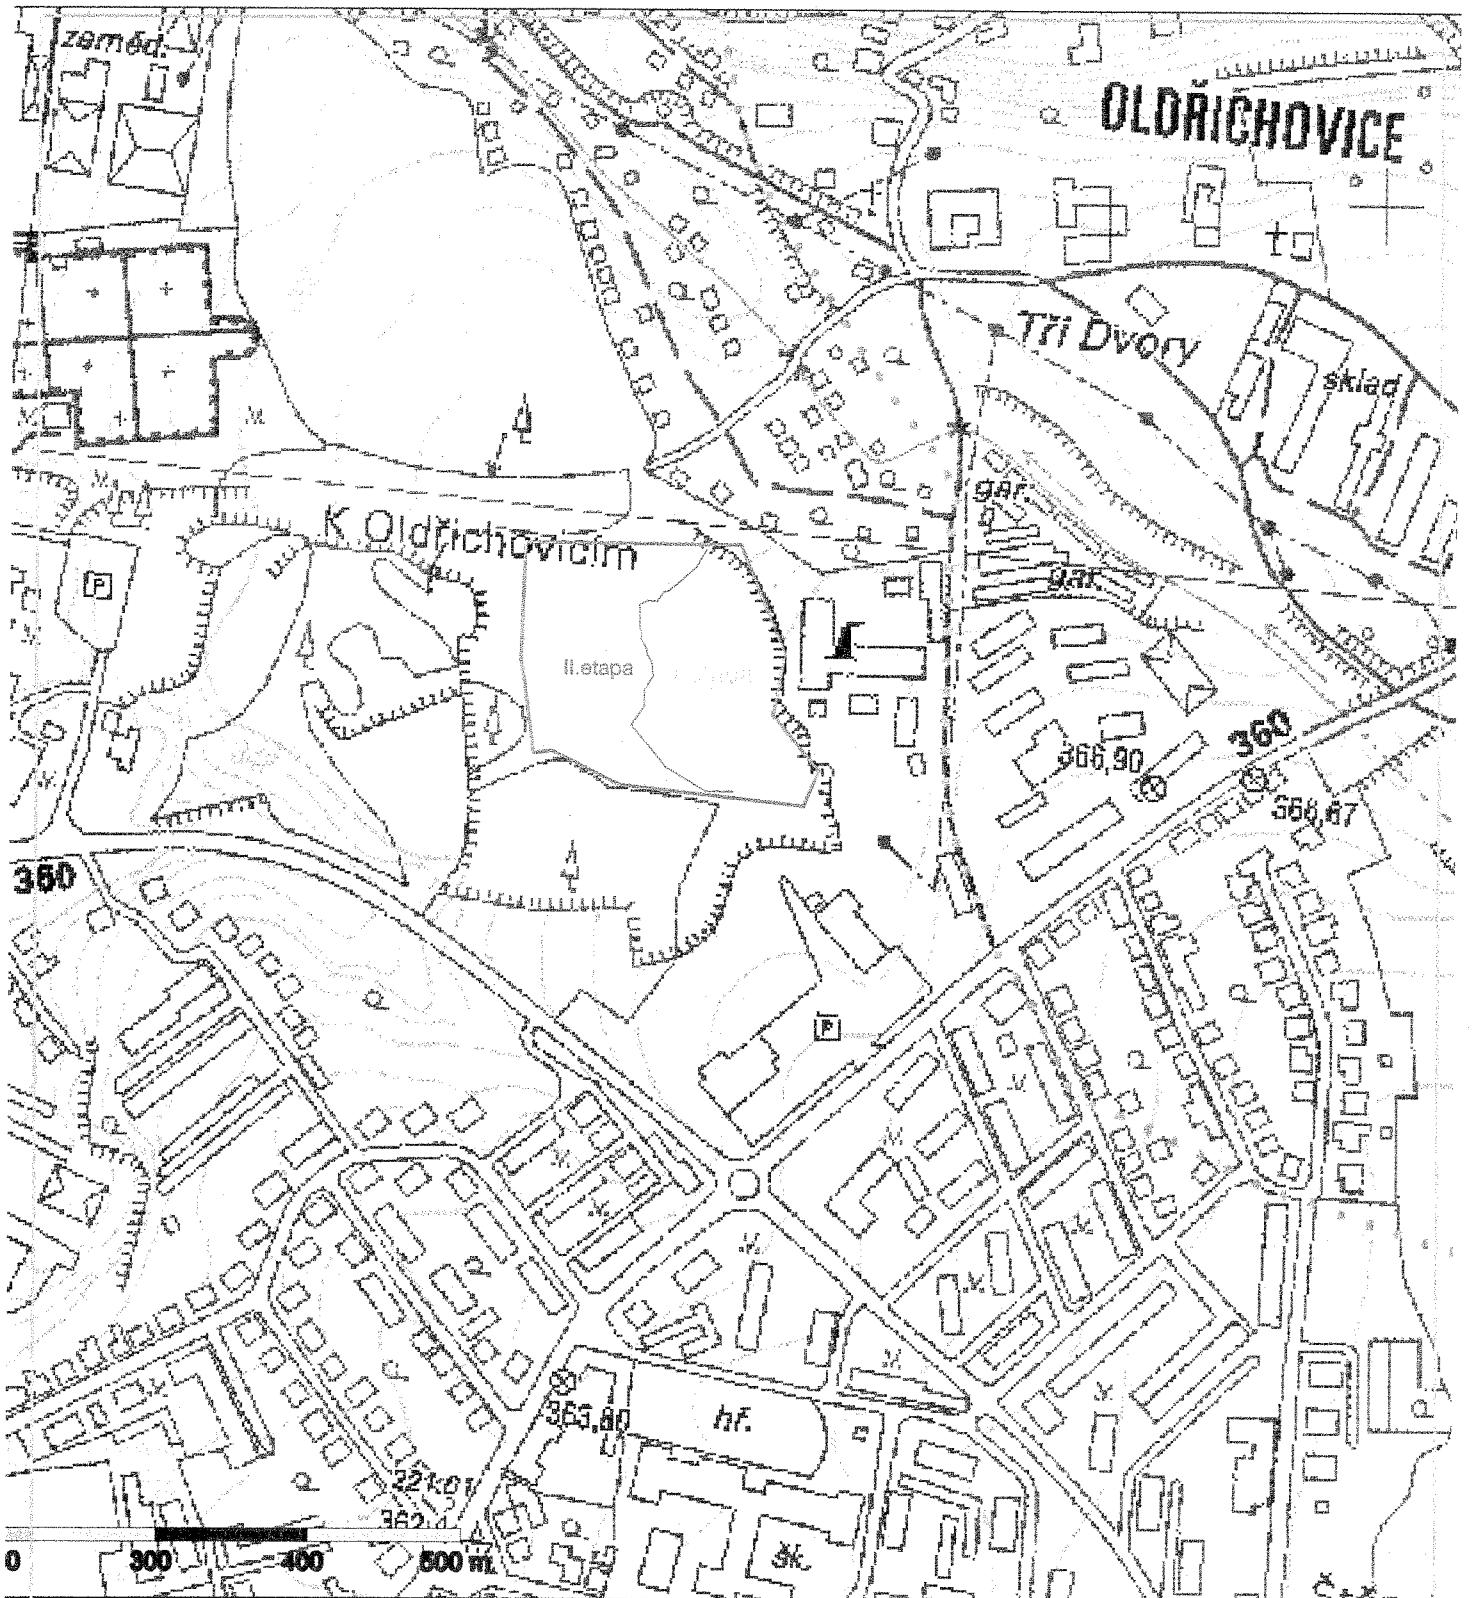 zeměd.
OLDŘICHOVICE
Tři Dvory
sklad
gar.
K Oldřichovicím
gar.
P
II.etapa
360
366,90
366,67
360
P
363,80
hř.
šk.
0 300 400 500 m